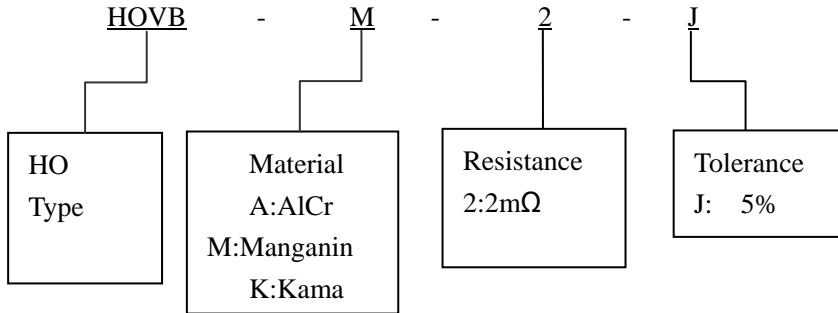 HOVB - M - 2 - J
HO
Type
Material
A:AlCr
M:Manganin
K:Kama
Resistance
2:2mΩ
Tolerance
J: 5%